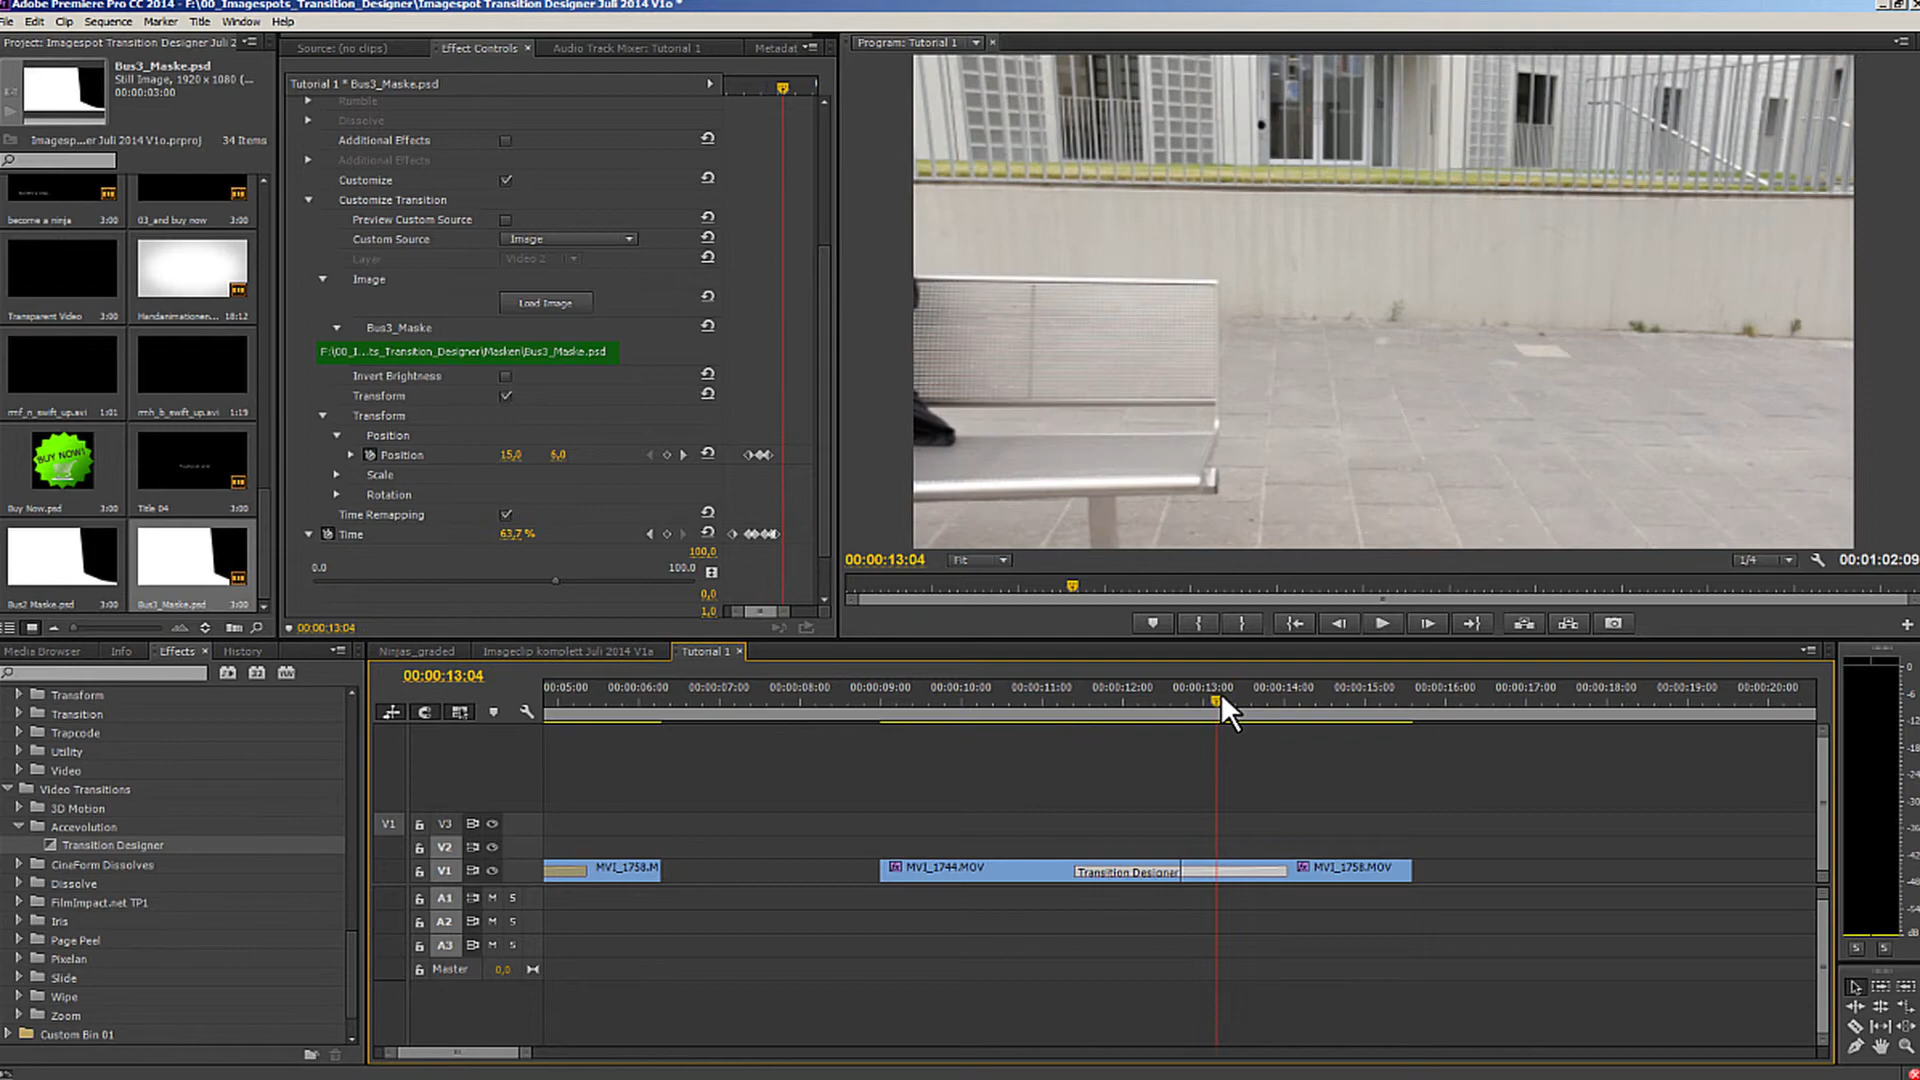 Adobe Premiere Pro CC 2014 - F:\00_Imagespots_Transition_Designer\Imagespot Transition Designer Juli 2014 V1o *
File Edit Clip Sequence Marker Title Window Help
Project: Imagespot Transition Designer Juli 2
Bus3_Maske.psd
Still Image, 1920 x 1080 (...
00:00:03:00
Imagesp...er Juli 2014 V1o.prproj 34 Items
become a ninja 3:00
03_and buy now 3:00
Transparent Video 3:00
Handanimationen... 18:12
rmf_n_swift_up.avi 1:01
rmh_b_swift_up.avi 1:19
BUY NOW!
Buy Now.psd 3:00
Title 04 3:00
Bus2 Maske.psd 3:00
Bus3_Maske.psd 3:00
Source: (no clips) Effect Controls × Audio Track Mixer: Tutorial 1 Metadat
Tutorial 1 * Bus3_Maske.psd
Rumble
Dissolve
Additional Effects
Additional Effects
Customize
Customize Transition
Preview Custom Source
Custom Source Image
Layer Video 2
Image
Load Image
Bus3_Maske
F:\00_1...ts_Transition_Designer\Masken\Bus3_Maske.psd
Invert Brightness
Transform
Transform
Position
Position 15,0 6,0
Scale
Rotation
Time Remapping
Time 63,7 %
100,0
0.0 100.0
0,0
1,0
00:00:13:04
Program: Tutorial 1 ×
00:00:13:04 Fit 1/4 00:01:02:09
Media Browser Info Effects × History
Transform
Transition
Trapcode
Utility
Video
Video Transitions
3D Motion
Accevolution
Transition Designer
CineForm Dissolves
Dissolve
FilmImpact.net TP1
Iris
Page Peel
Pixelan
Slide
Wipe
Zoom
Custom Bin 01
Ninjas_graded Imageclip komplett Juli 2014 V1a Tutorial 1 ×
00:00:13:04
00:05:00 00:00:06:00 00:00:07:00 00:00:08:00 00:00:09:00 00:00:10:00 00:00:11:00 00:00:12:00 00:00:13:00 00:00:14:00 00:00:15:00 00:00:16:00 00:00:17:00 00:00:18:00 00:00:19:00 00:00:20:00
V1 V3
V2
V1 MVI_1758.M MVI_1744.MOV Transition Designer MVI_1758.MOV
A1 M S
A2 M S
A3 M S
Master 0,0
0
-12
-18
-24
-30
-36
-42
-48
-54
S S